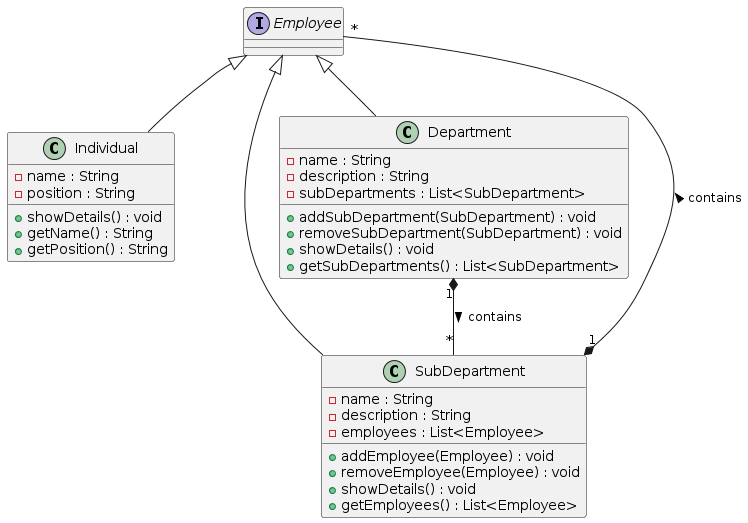 I Employee
*
C Individual
name : String
position : String
showDetails() : void
getName() : String
getPosition() : String
C Department
name : String
description : String
subDepartments : List<SubDepartment>
addSubDepartment(SubDepartment) : void
removeSubDepartment(SubDepartment) : void
showDetails() : void
getSubDepartments() : List<SubDepartment>
contains
1
contains
*
1
C SubDepartment
name : String
description : String
employees : List<Employee>
addEmployee(Employee) : void
removeEmployee(Employee) : void
showDetails() : void
getEmployees() : List<Employee>